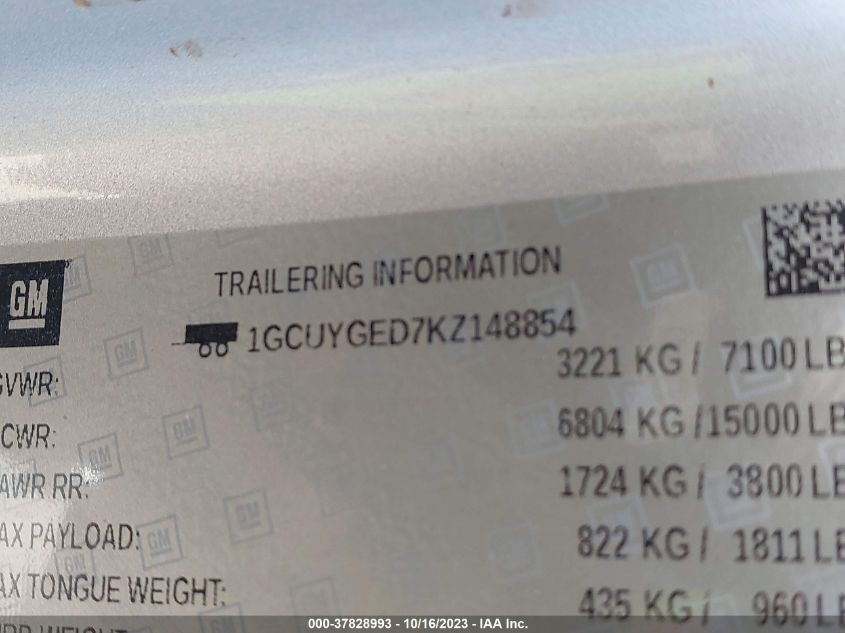 GM
TRAILERING INFORMATION
1GCUYGED7KZ148854
GVWR: 3221 KG / 7100 LB
CWR: 6804 KG /15000 LB
AWR RR: 1724 KG / 3800 LB
AX PAYLOAD: 822 KG / 1811 LB
AX TONGUE WEIGHT: 435 KG / 960 LB
000-37828993 - 10/16/2023 - IAA Inc.